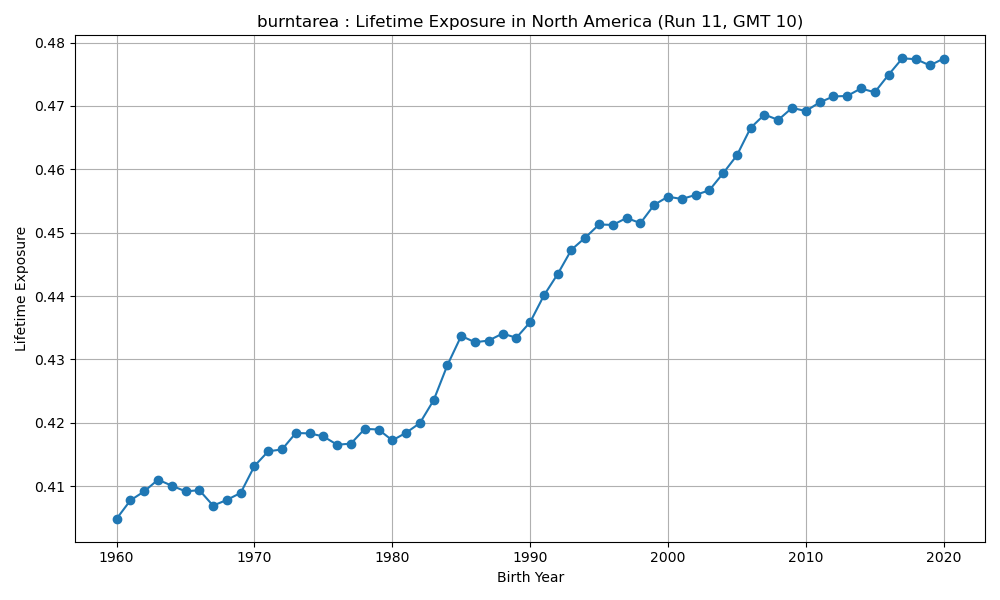 burntarea : Lifetime Exposure in North America (Run 11, GMT 10)
Lifetime Exposure
0.48
0.47
0.46
0.45
0.44
0.43
0.42
0.41
1960 1970 1980 1990 2000 2010 2020
Birth Year